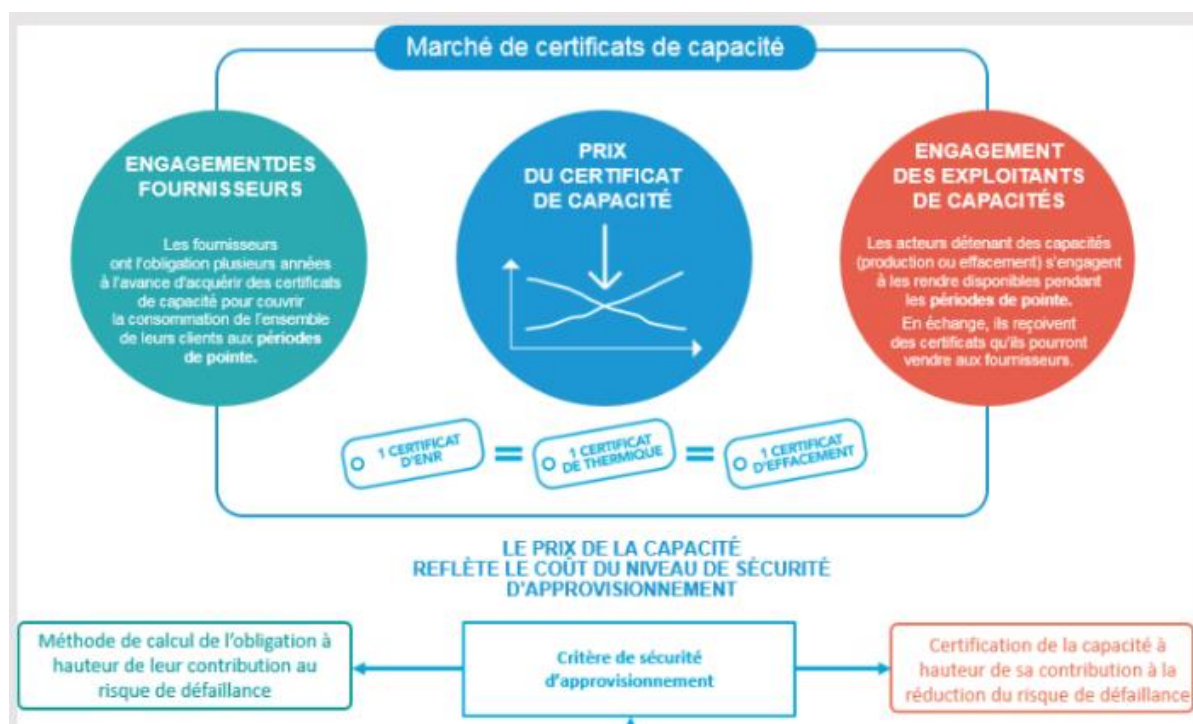 Marché de certificats de capacité
ENGAGEMENTDES
FOURNISSEURS
Les fournisseurs
ont l'obligation plusieurs années
à l'avance d'acquérir des certificats
de capacité pour couvrir
la consommation de l'ensemble
de leurs clients aux périodes
de pointe.
PRIX
DU CERTIFICAT
DE CAPACITÉ
ENGAGEMENT
DES EXPLOITANTS
DE CAPACITÉS
Les acteurs détenant des capacités
(production ou effacement) s'engagent
à les rendre disponibles pendant
les périodes de pointe.
En échange, ils reçoivent
des certificats qu'ils pourront
vendre aux fournisseurs.
1 CERTIFICAT
D'ENR
=
1 CERTIFICAT
DE THERMIQUE
=
1 CERTIFICAT
D'EFFACEMENT
LE PRIX DE LA CAPACITÉ
REFLÈTE LE COÛT DU NIVEAU DE SÉCURITÉ
D'APPROVISIONNEMENT
Méthode de calcul de l'obligation à
hauteur de leur contribution au
risque de défaillance
Critère de sécurité
d'approvisionnement
Certification de la capacité à
hauteur de sa contribution à la
réduction du risque de défaillance